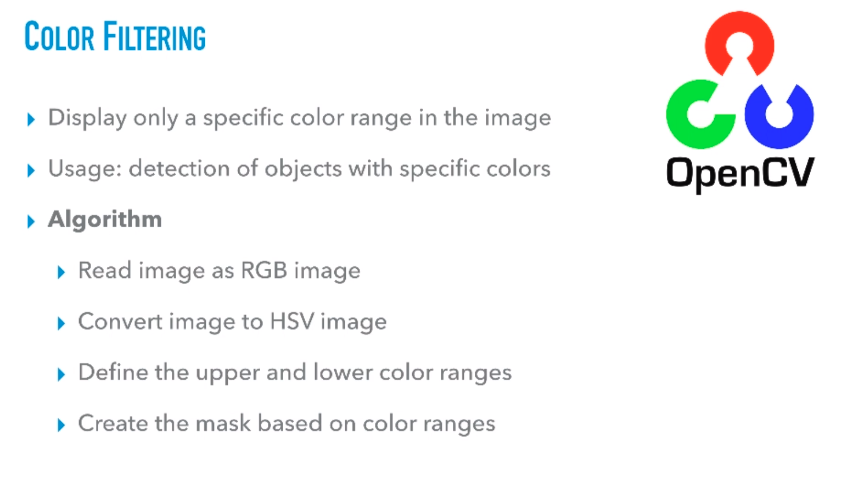 COLOR FILTERING
Display only a specific color range in the image
Usage: detection of objects with specific colors
Algorithm
Read image as RGB image
Convert image to HSV image
Define the upper and lower color ranges
Create the mask based on color ranges
OpenCV